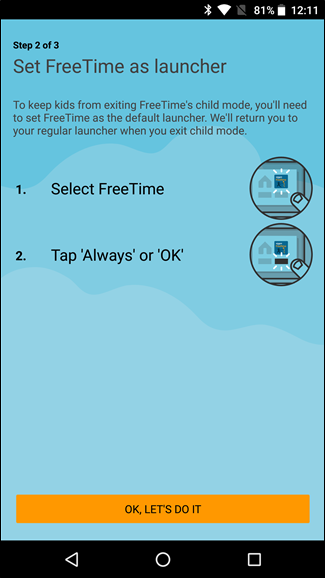 81% 12:11
Step 2 of 3
Set FreeTime as launcher
To keep kids from exiting FreeTime's child mode, you'll need
to set FreeTime as the default launcher. We'll return you to
your regular launcher when you exit child mode.
1. Select FreeTime
2. Tap 'Always' or 'OK'
OK, LET'S DO IT